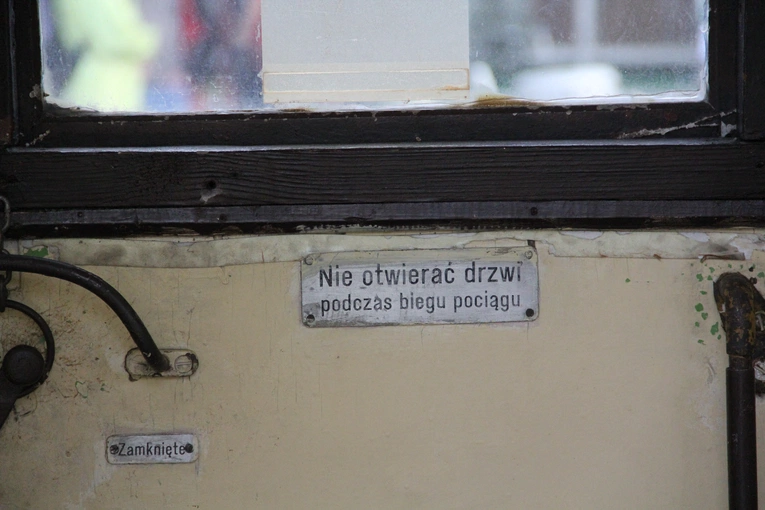 Nie otwierać drzwi
podczas biegu pociągu
Zamknięte